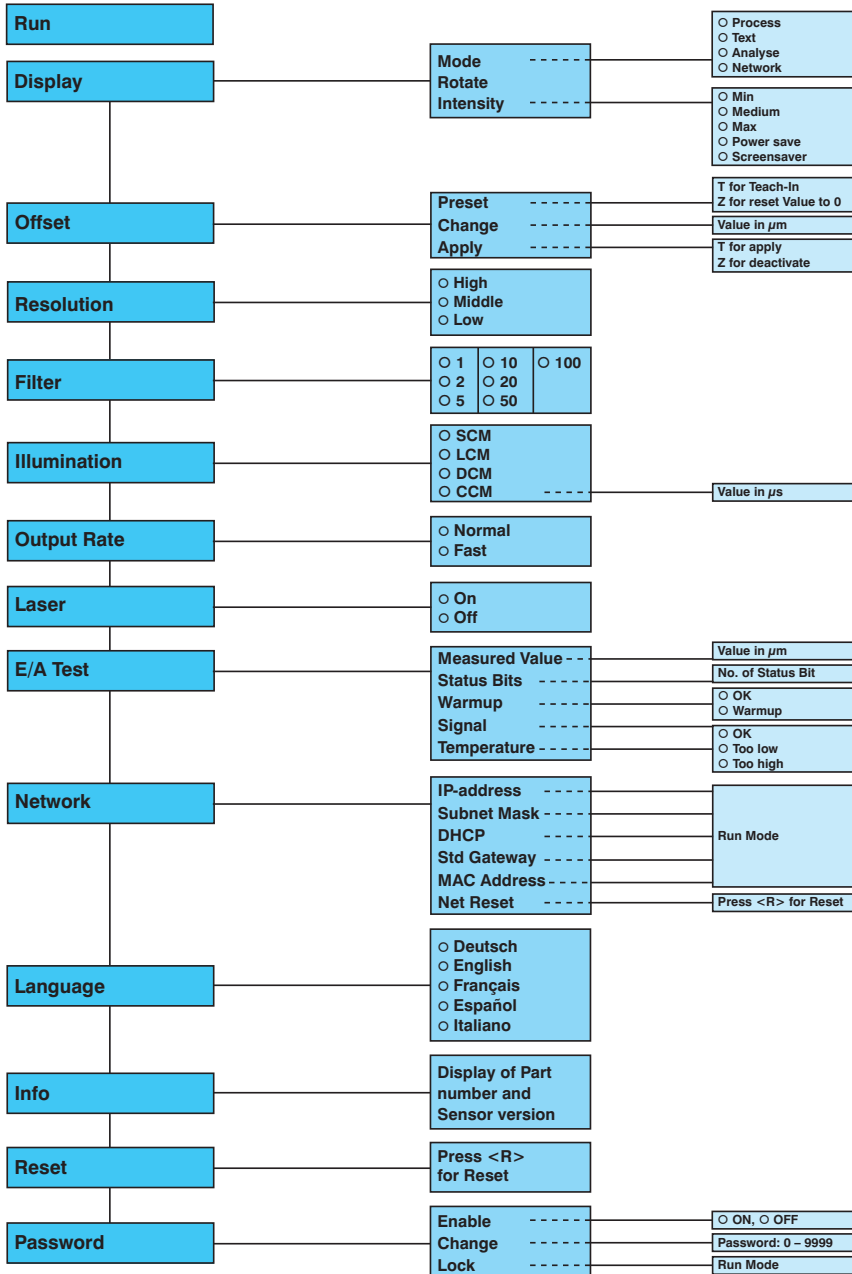 Run
Display
Mode
Rotate
Intensity
○ Process
○ Text
○ Analyse
○ Network
○ Min
○ Medium
○ Max
○ Power save
○ Screensaver
Offset
Preset
Change
Apply
T for Teach-In
Z for reset Value to 0
Value in µm
T for apply
Z for deactivate
Resolution
○ High
○ Middle
○ Low
Filter
○ 1 ○ 10 ○ 100
○ 2 ○ 20
○ 5 ○ 50
Illumination
○ SCM
○ LCM
○ DCM
○ CCM
Value in µs
Output Rate
○ Normal
○ Fast
Laser
○ On
○ Off
E/A Test
Measured Value
Status Bits
Warmup
Signal
Temperature
Value in µm
No. of Status Bit
○ OK
○ Warmup
○ OK
○ Too low
○ Too high
Network
IP-address
Subnet Mask
DHCP
Std Gateway
MAC Address
Net Reset
Run Mode
Press <R> for Reset
Language
○ Deutsch
○ English
○ Français
○ Español
○ Italiano
Info
Display of Part
number and
Sensor version
Reset
Press <R>
for Reset
Password
Enable
Change
Lock
○ ON, ○ OFF
Password: 0 – 9999
Run Mode